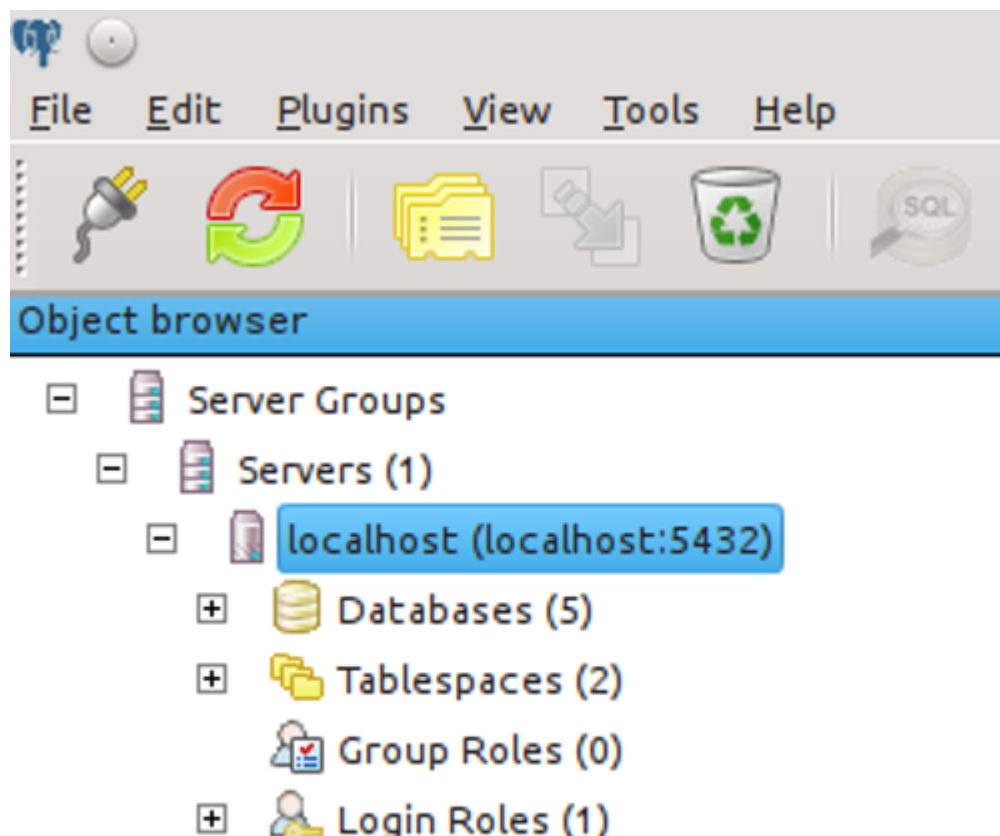 File Edit Plugins View Tools Help
SQL
Object browser
Server Groups
Servers (1)
localhost (localhost:5432)
Databases (5)
Tablespaces (2)
Group Roles (0)
Login Roles (1)